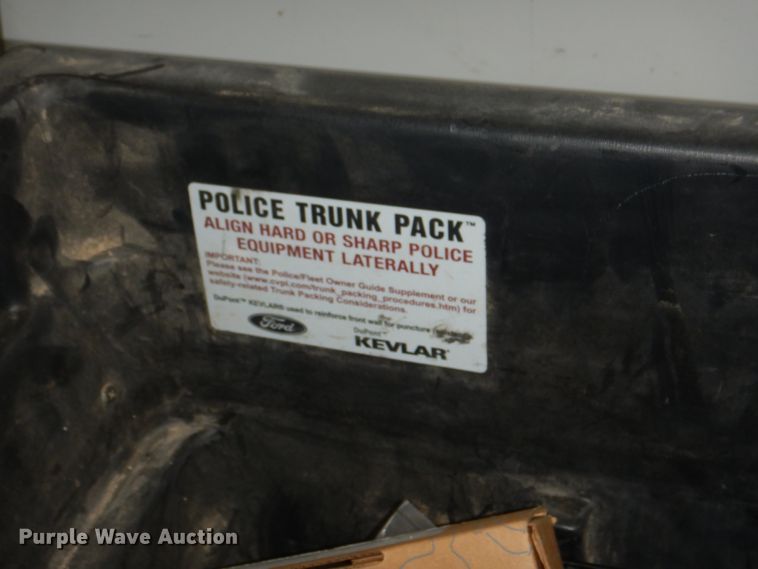 POLICE TRUNK PACK™
ALIGN HARD OR SHARP POLICE
EQUIPMENT LATERALLY
IMPORTANT:
Please see the Police/Fleet Owner Guide Supplement or our
website (www.cvpi.com/trunk_packing_procedures.htm) for
safety-related Trunk Packing Considerations.
DuPont™ KEVLAR® used to reinforce front wall for puncture
Ford
DuPont™
KEVLAR®
Purple Wave Auction